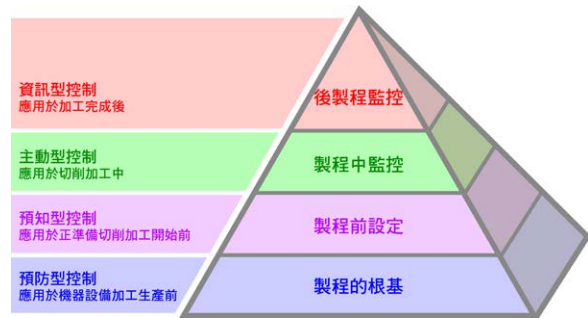 資訊型控制
應用於加工完成後
後製程監控
主動型控制
應用於切削加工中
製程中監控
預知型控制
應用於正準備切削加工開始前
製程前設定
預防型控制
應用於機器設備加工生產前
製程的根基